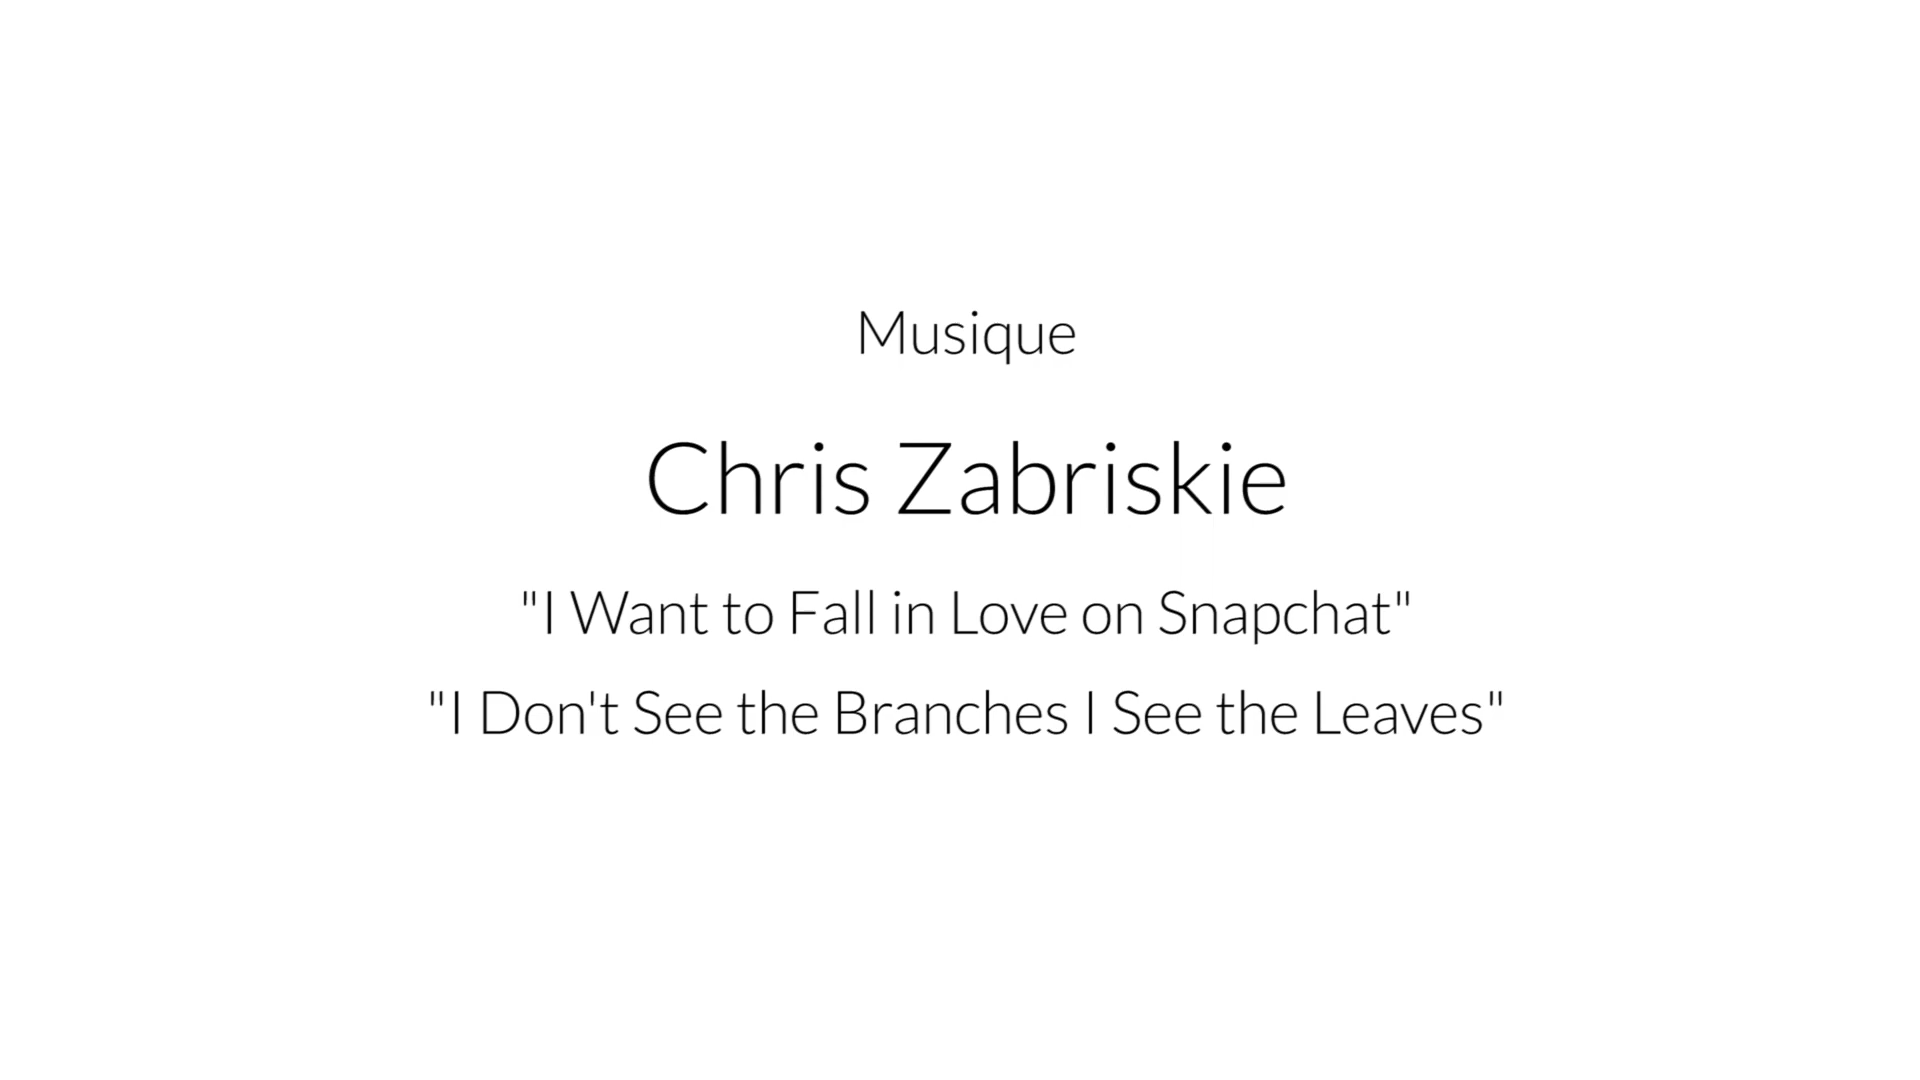 Musique
Chris Zabriskie
"I Want to Fall in Love on Snapchat"
"I Don't See the Branches I See the Leaves"